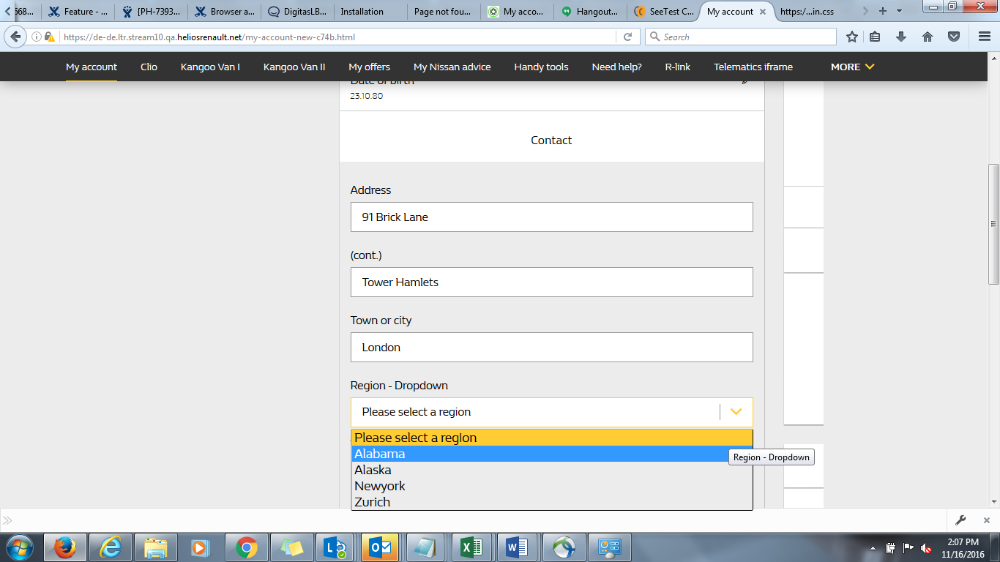 668...
Feature - ...
[PH-7393...
Browser a...
DigitasLB...
Installation
Page not fou...
My acco...
Hangout...
SeeTest C...
My account
https:/...in.css
https://de-de.ltr.stream10.qa.heliosrenault.net/my-account-new-c74b.html
Search
My account Clio Kangoo Van I Kangoo Van II My offers My Nissan advice Handy tools Need help? R-link Telematics iframe MORE
Date of birth
23.10.80
Contact
Address
91 Brick Lane
(cont.)
Tower Hamlets
Town or city
London
Region - Dropdown
Please select a region
Please select a region
Alabama
Region - Dropdown
Alaska
Newyork
Zurich
2:07 PM
11/16/2016